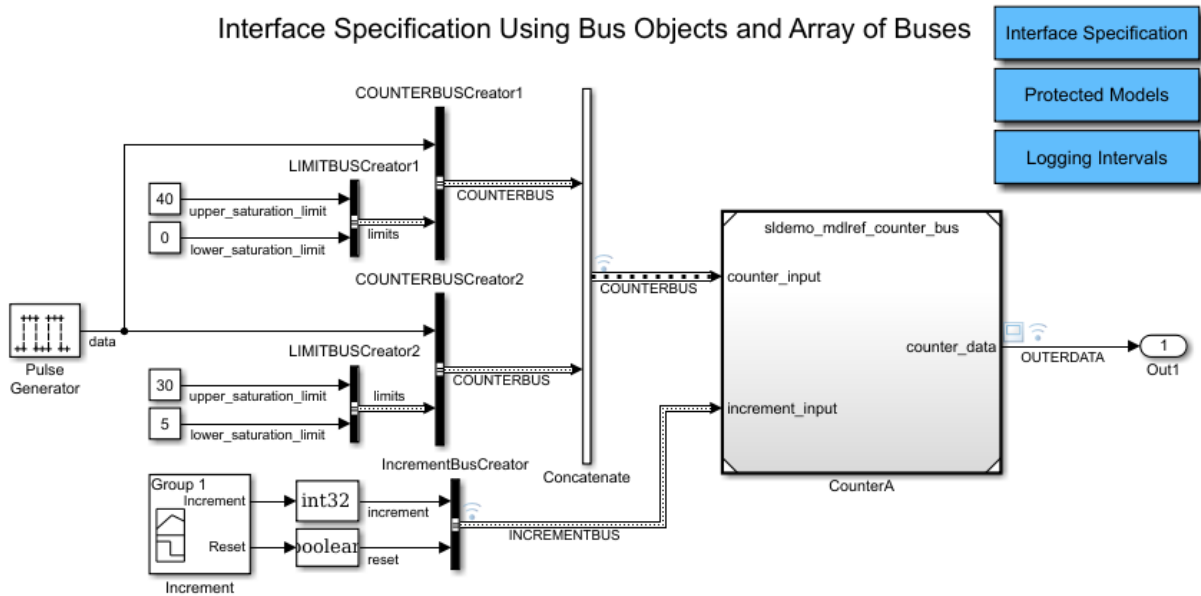 Interface Specification Using Bus Objects and Array of Buses
Interface Specification
Protected Models
Logging Intervals
COUNTERBUSCreator1
LIMITBUSCreator1
40
upper_saturation_limit
0
lower_saturation_limit
limits
COUNTERBUS
COUNTERBUSCreator2
data
Pulse
Generator
LIMITBUSCreator2
30
upper_saturation_limit
5
lower_saturation_limit
limits
COUNTERBUS
Concatenate
COUNTERBUS
sldemo_mdlref_counter_bus
counter_input
counter_data
increment_input
CounterA
OUTERDATA
1
Out1
IncrementBusCreator
Group 1
Increment
Reset
Increment
int32
increment
boolean
reset
INCREMENTBUS